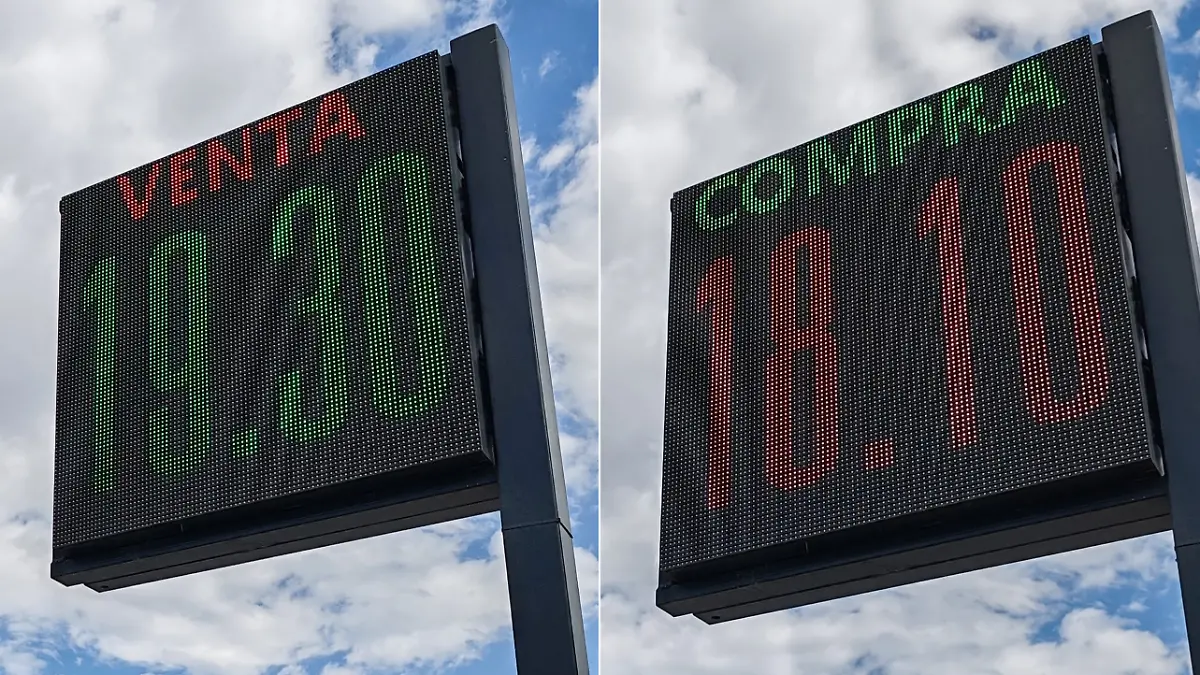 VENTA
19.30
COMPRA
18.10